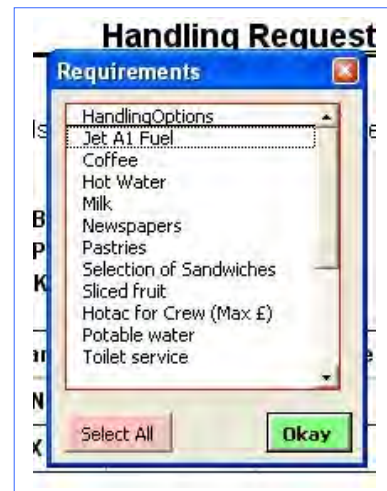 Handling Request
Requirements
HandlingOptions
Jet A1 Fuel
Coffee
Hot Water
Milk
Newspapers
Pastries
Selection of Sandwiches
Sliced fruit
Hotac for Crew (Max £)
Potable water
Toilet service
Select All
Okay